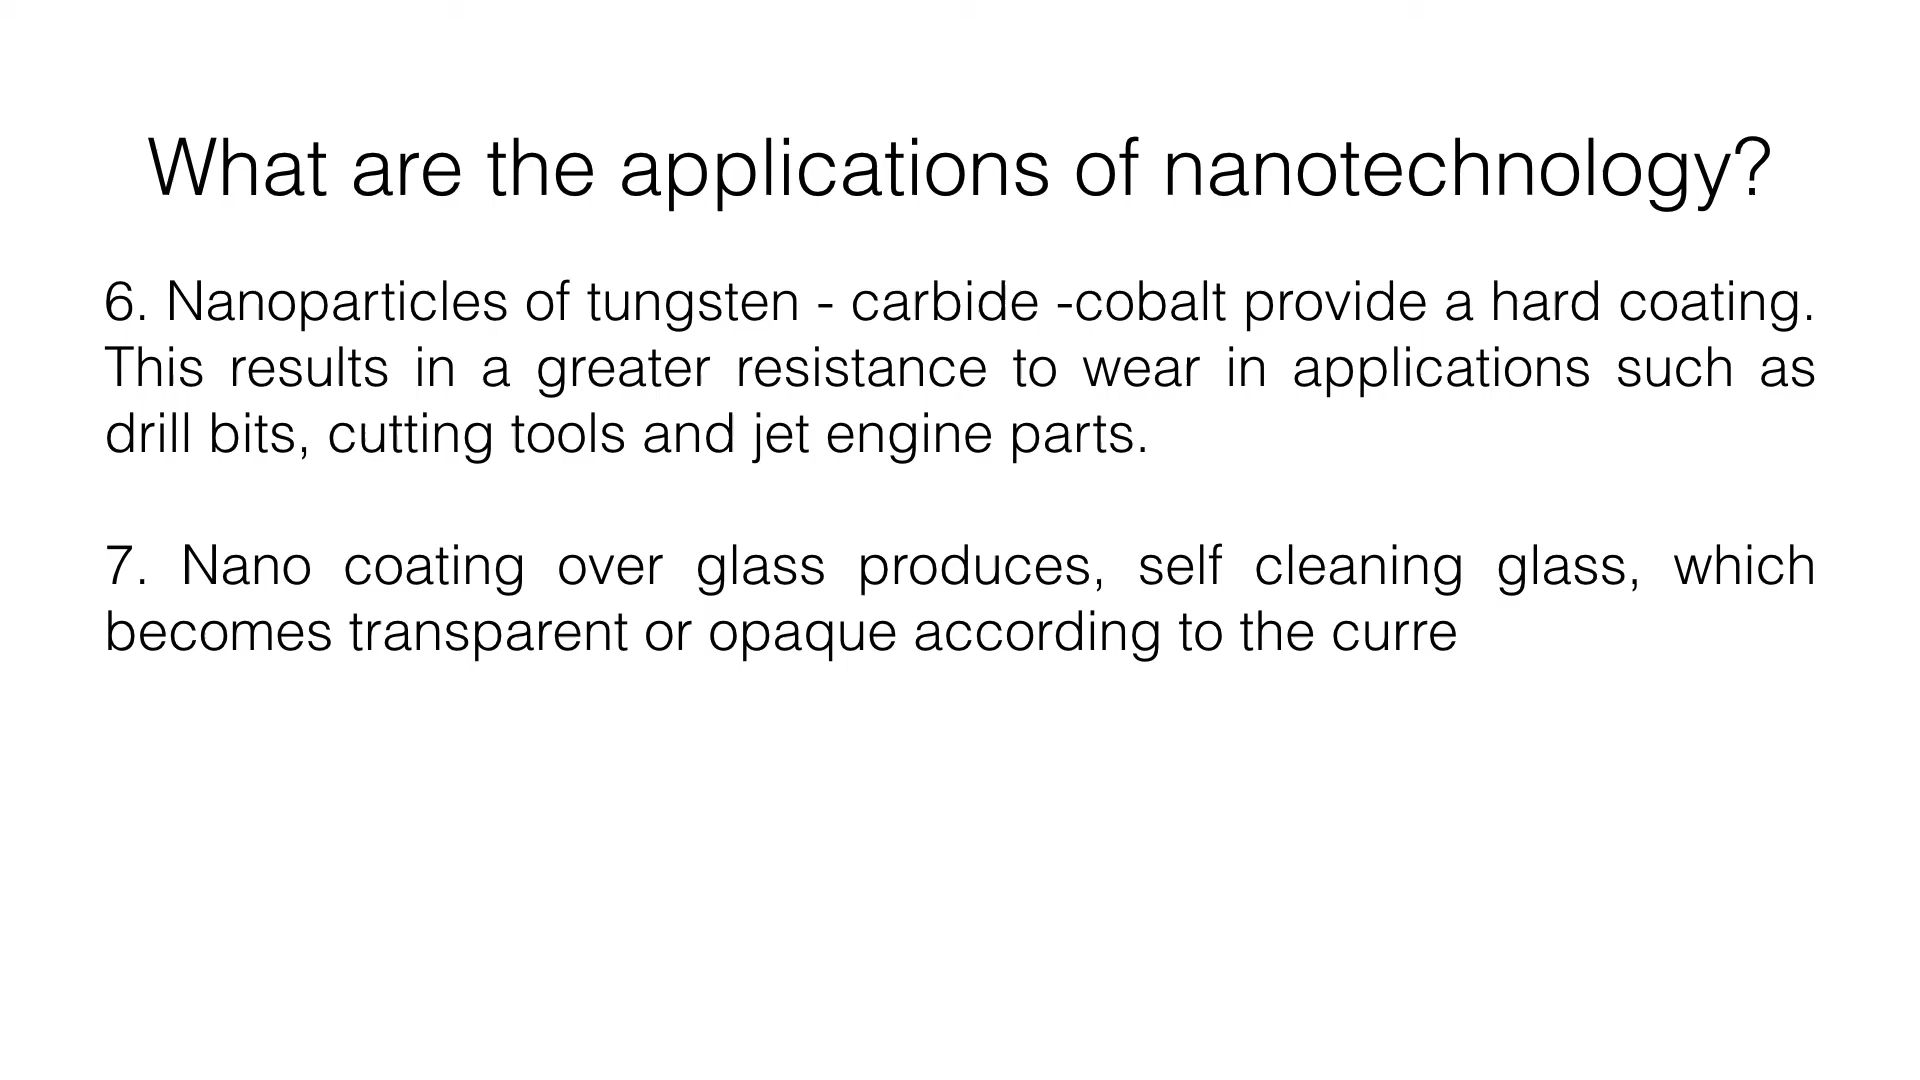 What are the applications of nanotechnology?
6. Nanoparticles of tungsten - carbide -cobalt provide a hard coating.
This results in a greater resistance to wear in applications such as
drill bits, cutting tools and jet engine parts.
7. Nano coating over glass produces, self cleaning glass, which
becomes transparent or opaque according to the curre